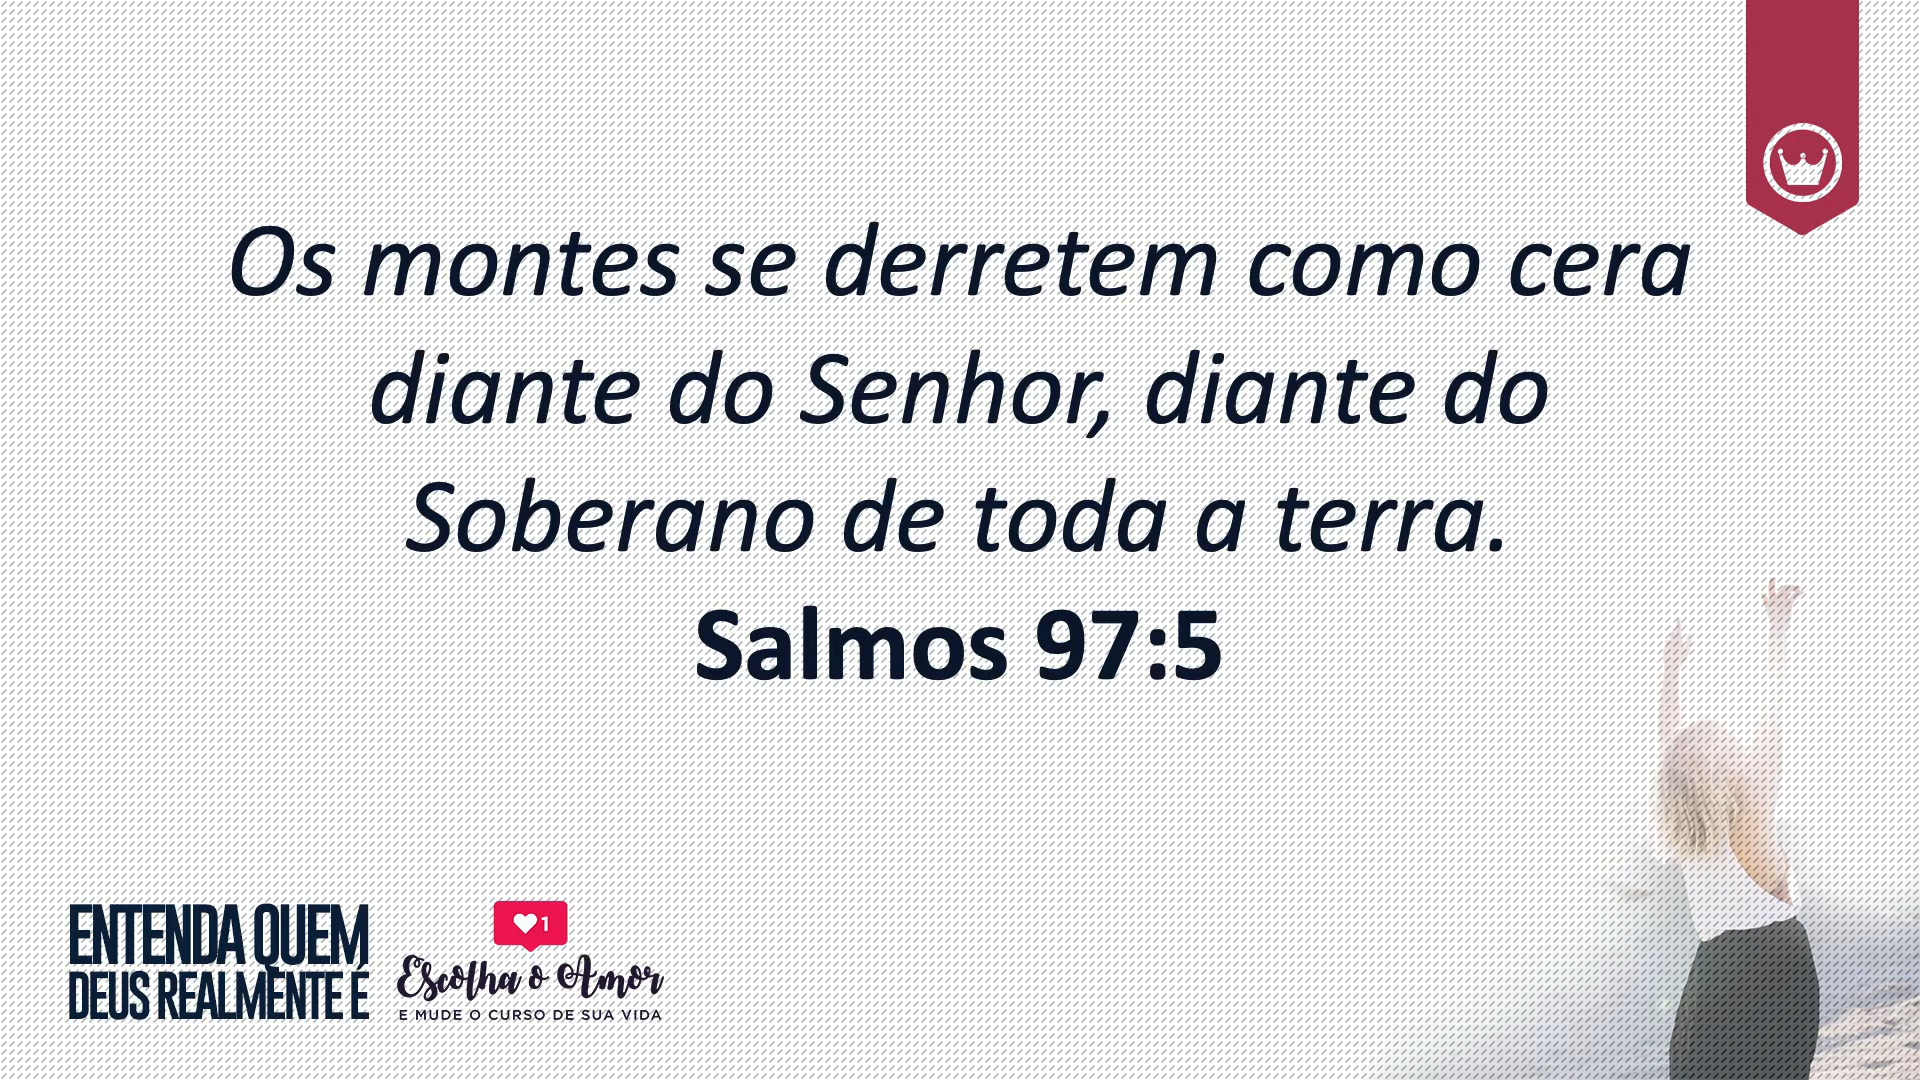 Os montes se derretem como cera
diante do Senhor, diante do
Soberano de toda a terra.
Salmos 97:5
ENTENDA QUEM
DEUS REALMENTE É
1
Escolha o Amor
E MUDE O CURSO DE SUA VIDA